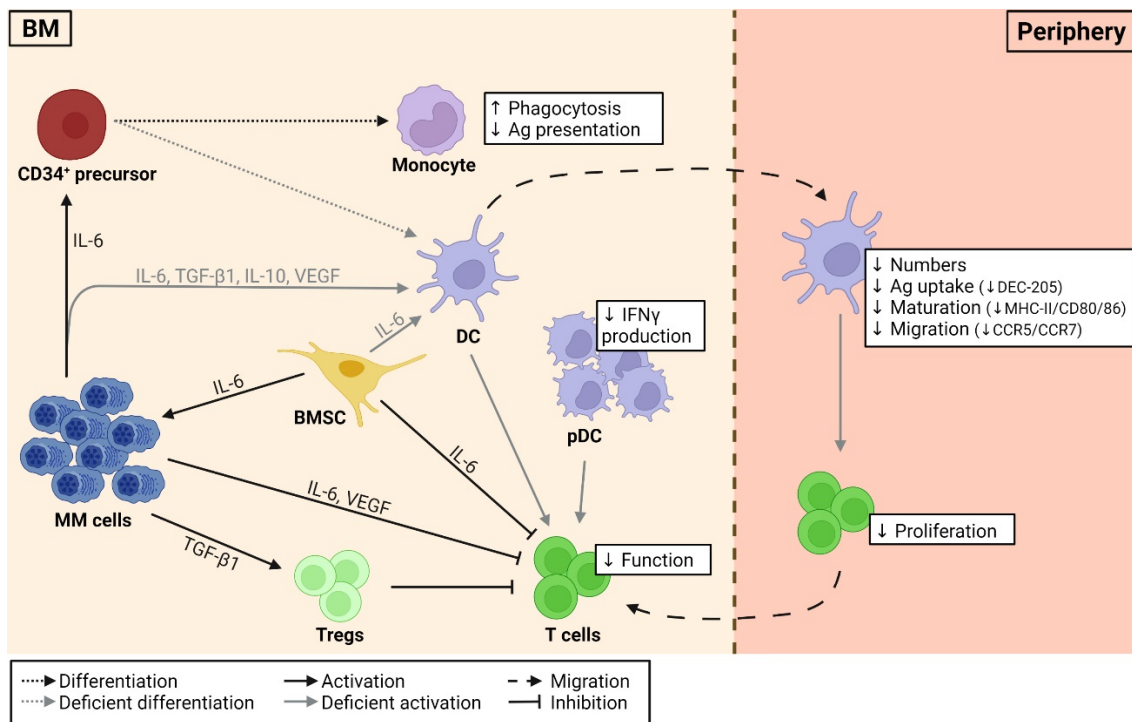 BM
Periphery
↑ Phagocytosis
↓ Ag presentation
Monocyte
CD34⁺ precursor
IL-6
IL-6, TGF-β1, IL-10, VEGF
IL-6
DC
↓ Numbers
↓ Ag uptake (↓DEC-205)
↓ Maturation (↓MHC-II/CD80/86)
↓ Migration (↓CCR5/CCR7)
↓ IFNγ
production
pDC
IL-6
BMSC
IL-6
IL-6, VEGF
MM cells
TGF-β1
Tregs
↓ Function
T cells
↓ Proliferation
Differentiation
Activation
Migration
Deficient differentiation
Deficient activation
Inhibition